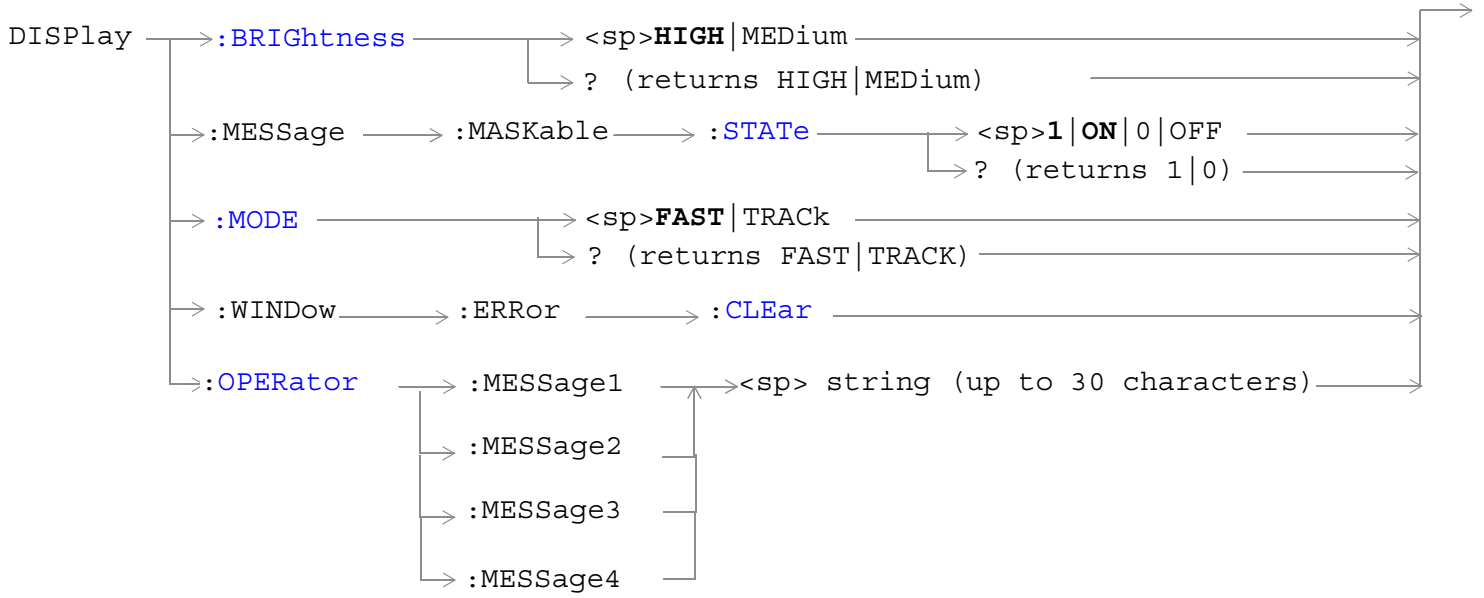 DISPlay :BRIGhtness <sp>HIGH|MEDium
? (returns HIGH|MEDium)
:MESSage :MASKable :STATe <sp>1|ON|0|OFF
? (returns 1|0)
:MODE <sp>FAST|TRACk
? (returns FAST|TRACK)
:WINDow :ERRor :CLEar
:OPERator :MESSage1 <sp> string (up to 30 characters)
:MESSage2
:MESSage3
:MESSage4